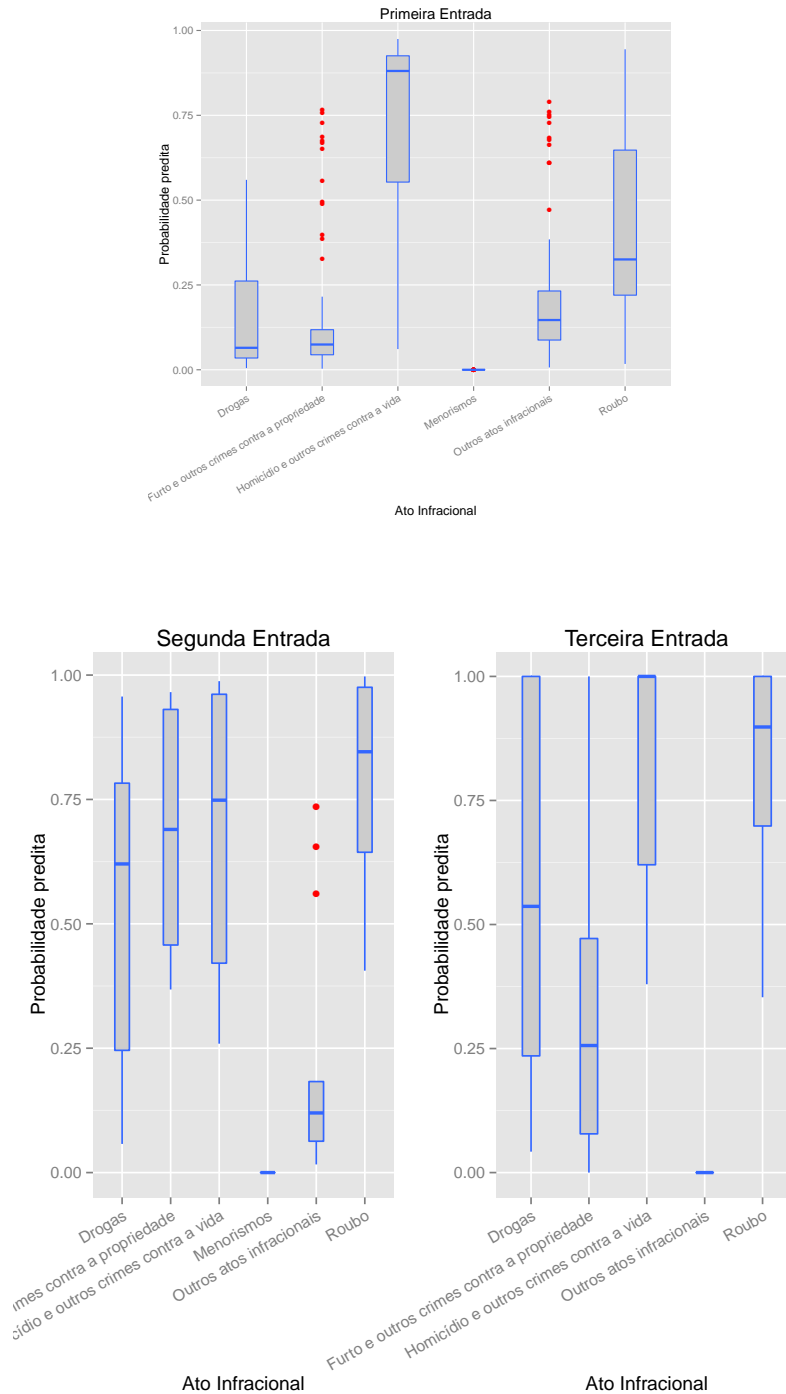 Primeira Entrada
1.00
0.75
0.50
0.25
0.00
Probabilidade predita
Drogas
Furto e outros crimes contra a propriedade
Homicídio e outros crimes contra a vida
Menorismos
Outros atos infracionais
Roubo
Ato Infracional
Segunda Entrada
1.00
0.75
0.50
0.25
0.00
Probabilidade predita
Drogas
mes contra a propriedade
cídio e outros crimes contra a vida
Menorismos
Outros atos infracionais
Roubo
Ato Infracional
Terceira Entrada
1.00
0.75
0.50
0.25
0.00
Probabilidade predita
Drogas
Furto e outros crimes contra a propriedade
Homicídio e outros crimes contra a vida
Outros atos infracionais
Roubo
Ato Infracional